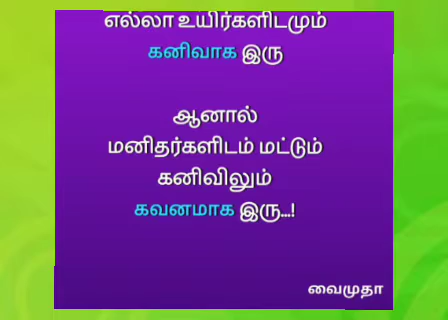 எல்லா உயிர்களிடமும்
கனிவாக இரு
ஆனால்
மனிதர்களிடம் மட்டும்
கனிவிலும்
கவனமாக இரு...!
வைமுதா